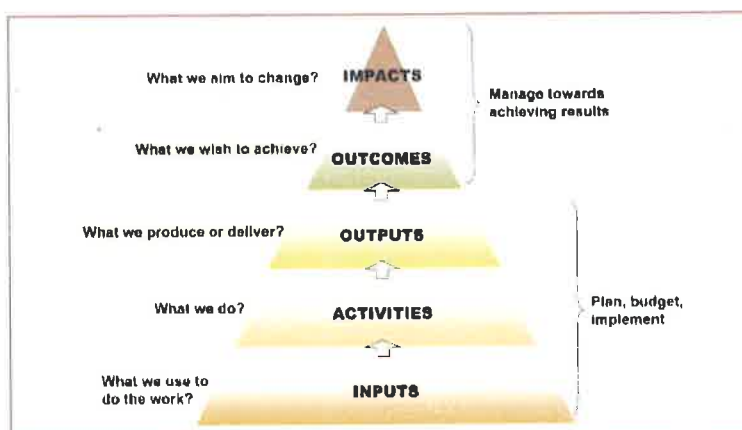 What we aim to change?
IMPACTS
Manage towards
achieving results
What we wish to achieve?
OUTCOMES
What we produce or deliver?
OUTPUTS
What we do?
ACTIVITIES
Plan, budget,
implement
What we use to
do the work?
INPUTS